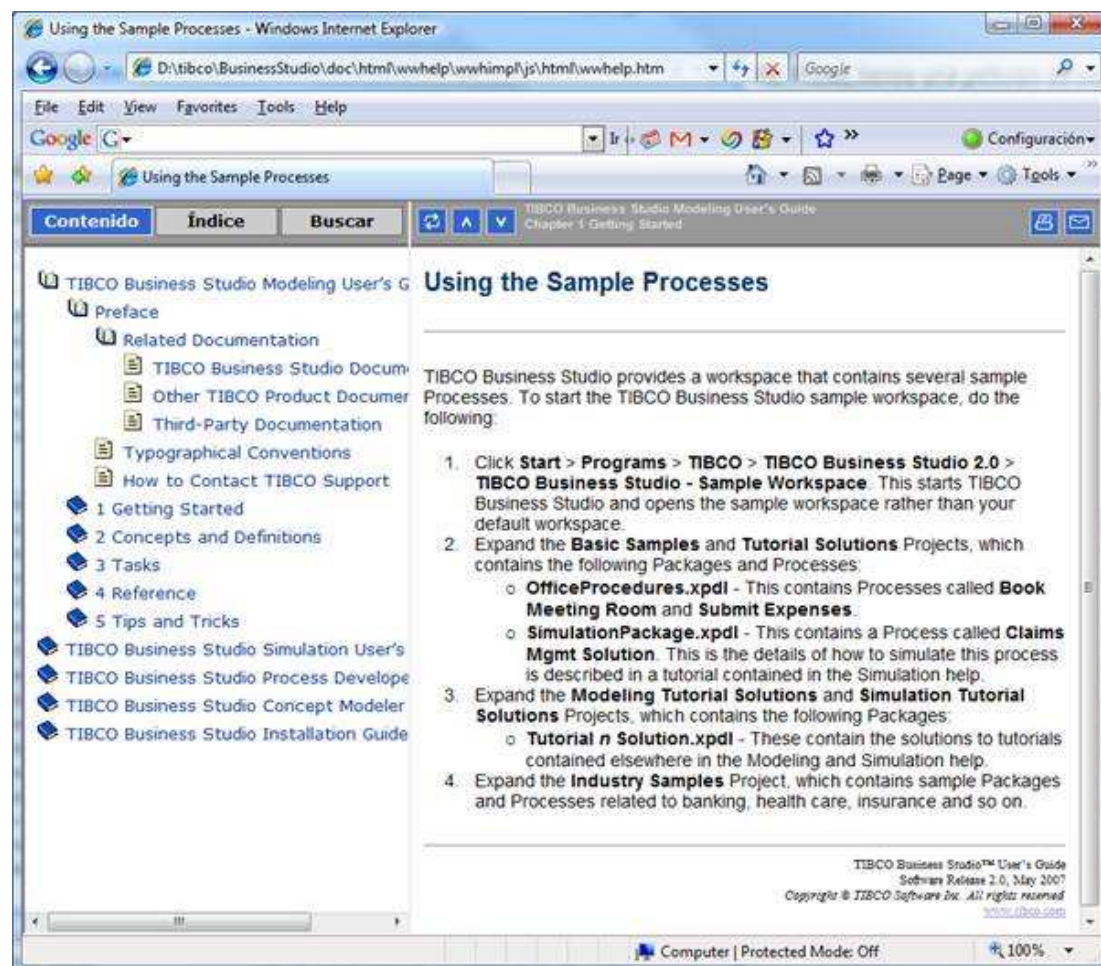 Using the Sample Processes - Windows Internet Explorer
D:\tibco\BusinessStudio\doc\html\wwhelp\wwhimpl\js\html\wwhelp.htm
Google
File Edit View Favorites Tools Help
Google
Ir
Configuración
Using the Sample Processes
Page
Tools
Contenido
Índice
Buscar
TIBCO Business Studio Modeling User's Guide
Chapter 1 Getting Started
TIBCO Business Studio Modeling User's G
Preface
Related Documentation
TIBCO Business Studio Docum
Other TIBCO Product Documer
Third-Party Documentation
Typographical Conventions
How to Contact TIBCO Support
1 Getting Started
2 Concepts and Definitions
3 Tasks
4 Reference
5 Tips and Tricks
TIBCO Business Studio Simulation User's
TIBCO Business Studio Process Develope
TIBCO Business Studio Concept Modeler
TIBCO Business Studio Installation Guide
Using the Sample Processes
TIBCO Business Studio provides a workspace that contains several sample
Processes. To start the TIBCO Business Studio sample workspace, do the
following:
1. Click Start > Programs > TIBCO > TIBCO Business Studio 2.0 >
TIBCO Business Studio - Sample Workspace. This starts TIBCO
Business Studio and opens the sample workspace rather than your
default workspace.
2. Expand the Basic Samples and Tutorial Solutions Projects, which
contains the following Packages and Processes:
o OfficeProcedures.xpdl - This contains Processes called Book
Meeting Room and Submit Expenses.
o SimulationPackage.xpdl - This contains a Process called Claims
Mgmt Solution. This is the details of how to simulate this process
is described in a tutorial contained in the Simulation help.
3. Expand the Modeling Tutorial Solutions and Simulation Tutorial
Solutions Projects, which contains the following Packages:
o Tutorial n Solution.xpdl - These contain the solutions to tutorials
contained elsewhere in the Modeling and Simulation help.
4. Expand the Industry Samples Project, which contains sample Packages
and Processes related to banking, health care, insurance and so on.
TIBCO Business Studio™ User's Guide
Software Release 2.0, May 2007
Copyright © TIBCO Software Inc. All rights reserved
www.tibco.com
Computer | Protected Mode: Off
100%